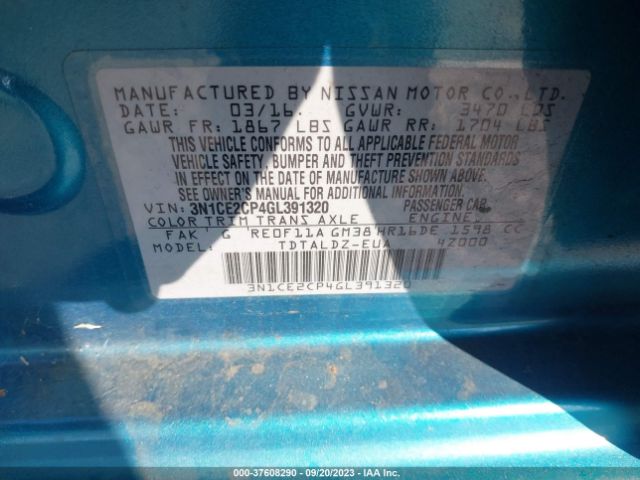 MANUFACTURED BY NISSAN MOTOR CO., LTD.
DATE: 03/16. GVWR: 3470 LBS
GAWR FR: 1867 LBS GAWR RR: 1704 LBS
THIS VEHICLE CONFORMS TO ALL APPLICABLE FEDERAL MOTOR
VEHICLE SAFETY, BUMPER AND THEFT PREVENTION STANDARDS
IN EFFECT ON THE DATE OF MANUFACTURE SHOWN ABOVE.
SEE OWNER'S MANUAL FOR ADDITIONAL INFORMATION.
VIN: 3N1CE2CP4GL391320 PASSENGER CAR
COLOR TRIM TRANS AXLE ENGINE
FAK G RE0F11A GM38 HR16DE 1598 CC
MODEL: TDTALDZ-EUA 4Z000
3N1CE2CP4GL391320
000-37608290 - 09/20/2023 - IAA Inc.